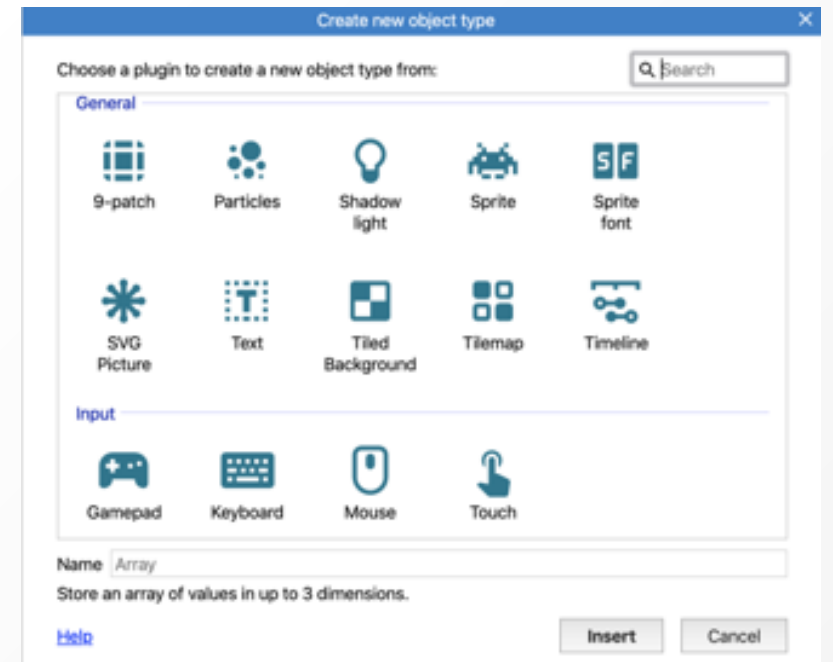 Create new object type
Choose a plugin to create a new object type from:
Search
General
9-patch
Particles
Shadow
light
Sprite
S F
Sprite
font
SVG
Picture
T
Text
Tiled
Background
Tilemap
Timeline
Input
Gamepad
Keyboard
Mouse
Touch
Name
Array
Store an array of values in up to 3 dimensions.
Help
Insert
Cancel